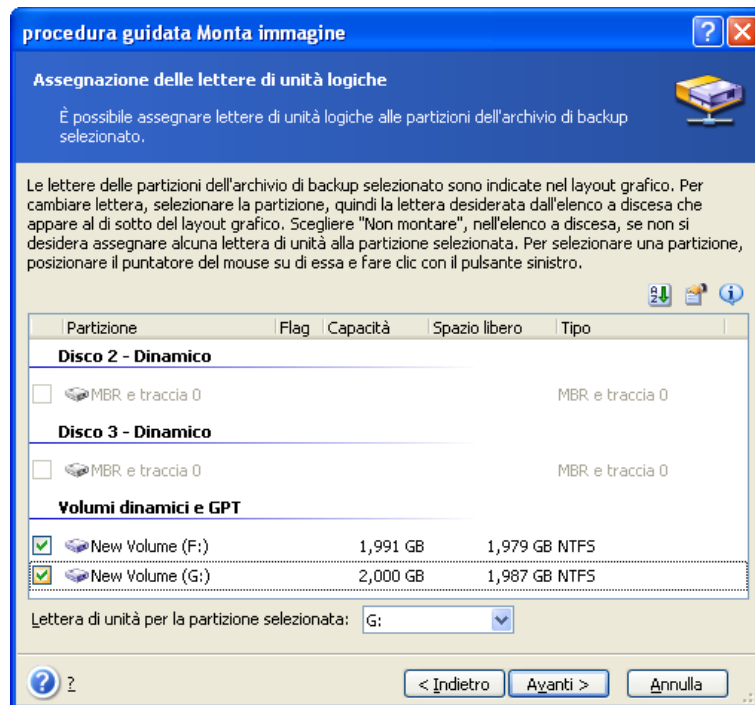 procedura guidata Monta immagine
Assegnazione delle lettere di unità logiche
È possibile assegnare lettere di unità logiche alle partizioni dell'archivio di backup
selezionato.
Le lettere delle partizioni dell'archivio di backup selezionato sono indicate nel layout grafico. Per
cambiare lettera, selezionare la partizione, quindi la lettera desiderata dall'elenco a discesa che
appare al di sotto del layout grafico. Scegliere "Non montare", nell'elenco a discesa, se non si
desidera assegnare alcuna lettera di unità alla partizione selezionata. Per selezionare una partizione,
posizionare il puntatore del mouse su di essa e fare clic con il pulsante sinistro.
Partizione Flag Capacità Spazio libero Tipo
Disco 2 - Dinamico
MBR e traccia 0 MBR e traccia 0
Disco 3 - Dinamico
MBR e traccia 0 MBR e traccia 0
Volumi dinamici e GPT
New Volume (F:) 1,991 GB 1,979 GB NTFS
New Volume (G:) 2,000 GB 1,987 GB NTFS
Lettera di unità per la partizione selezionata: G:
? < Indietro Avanti > Annulla